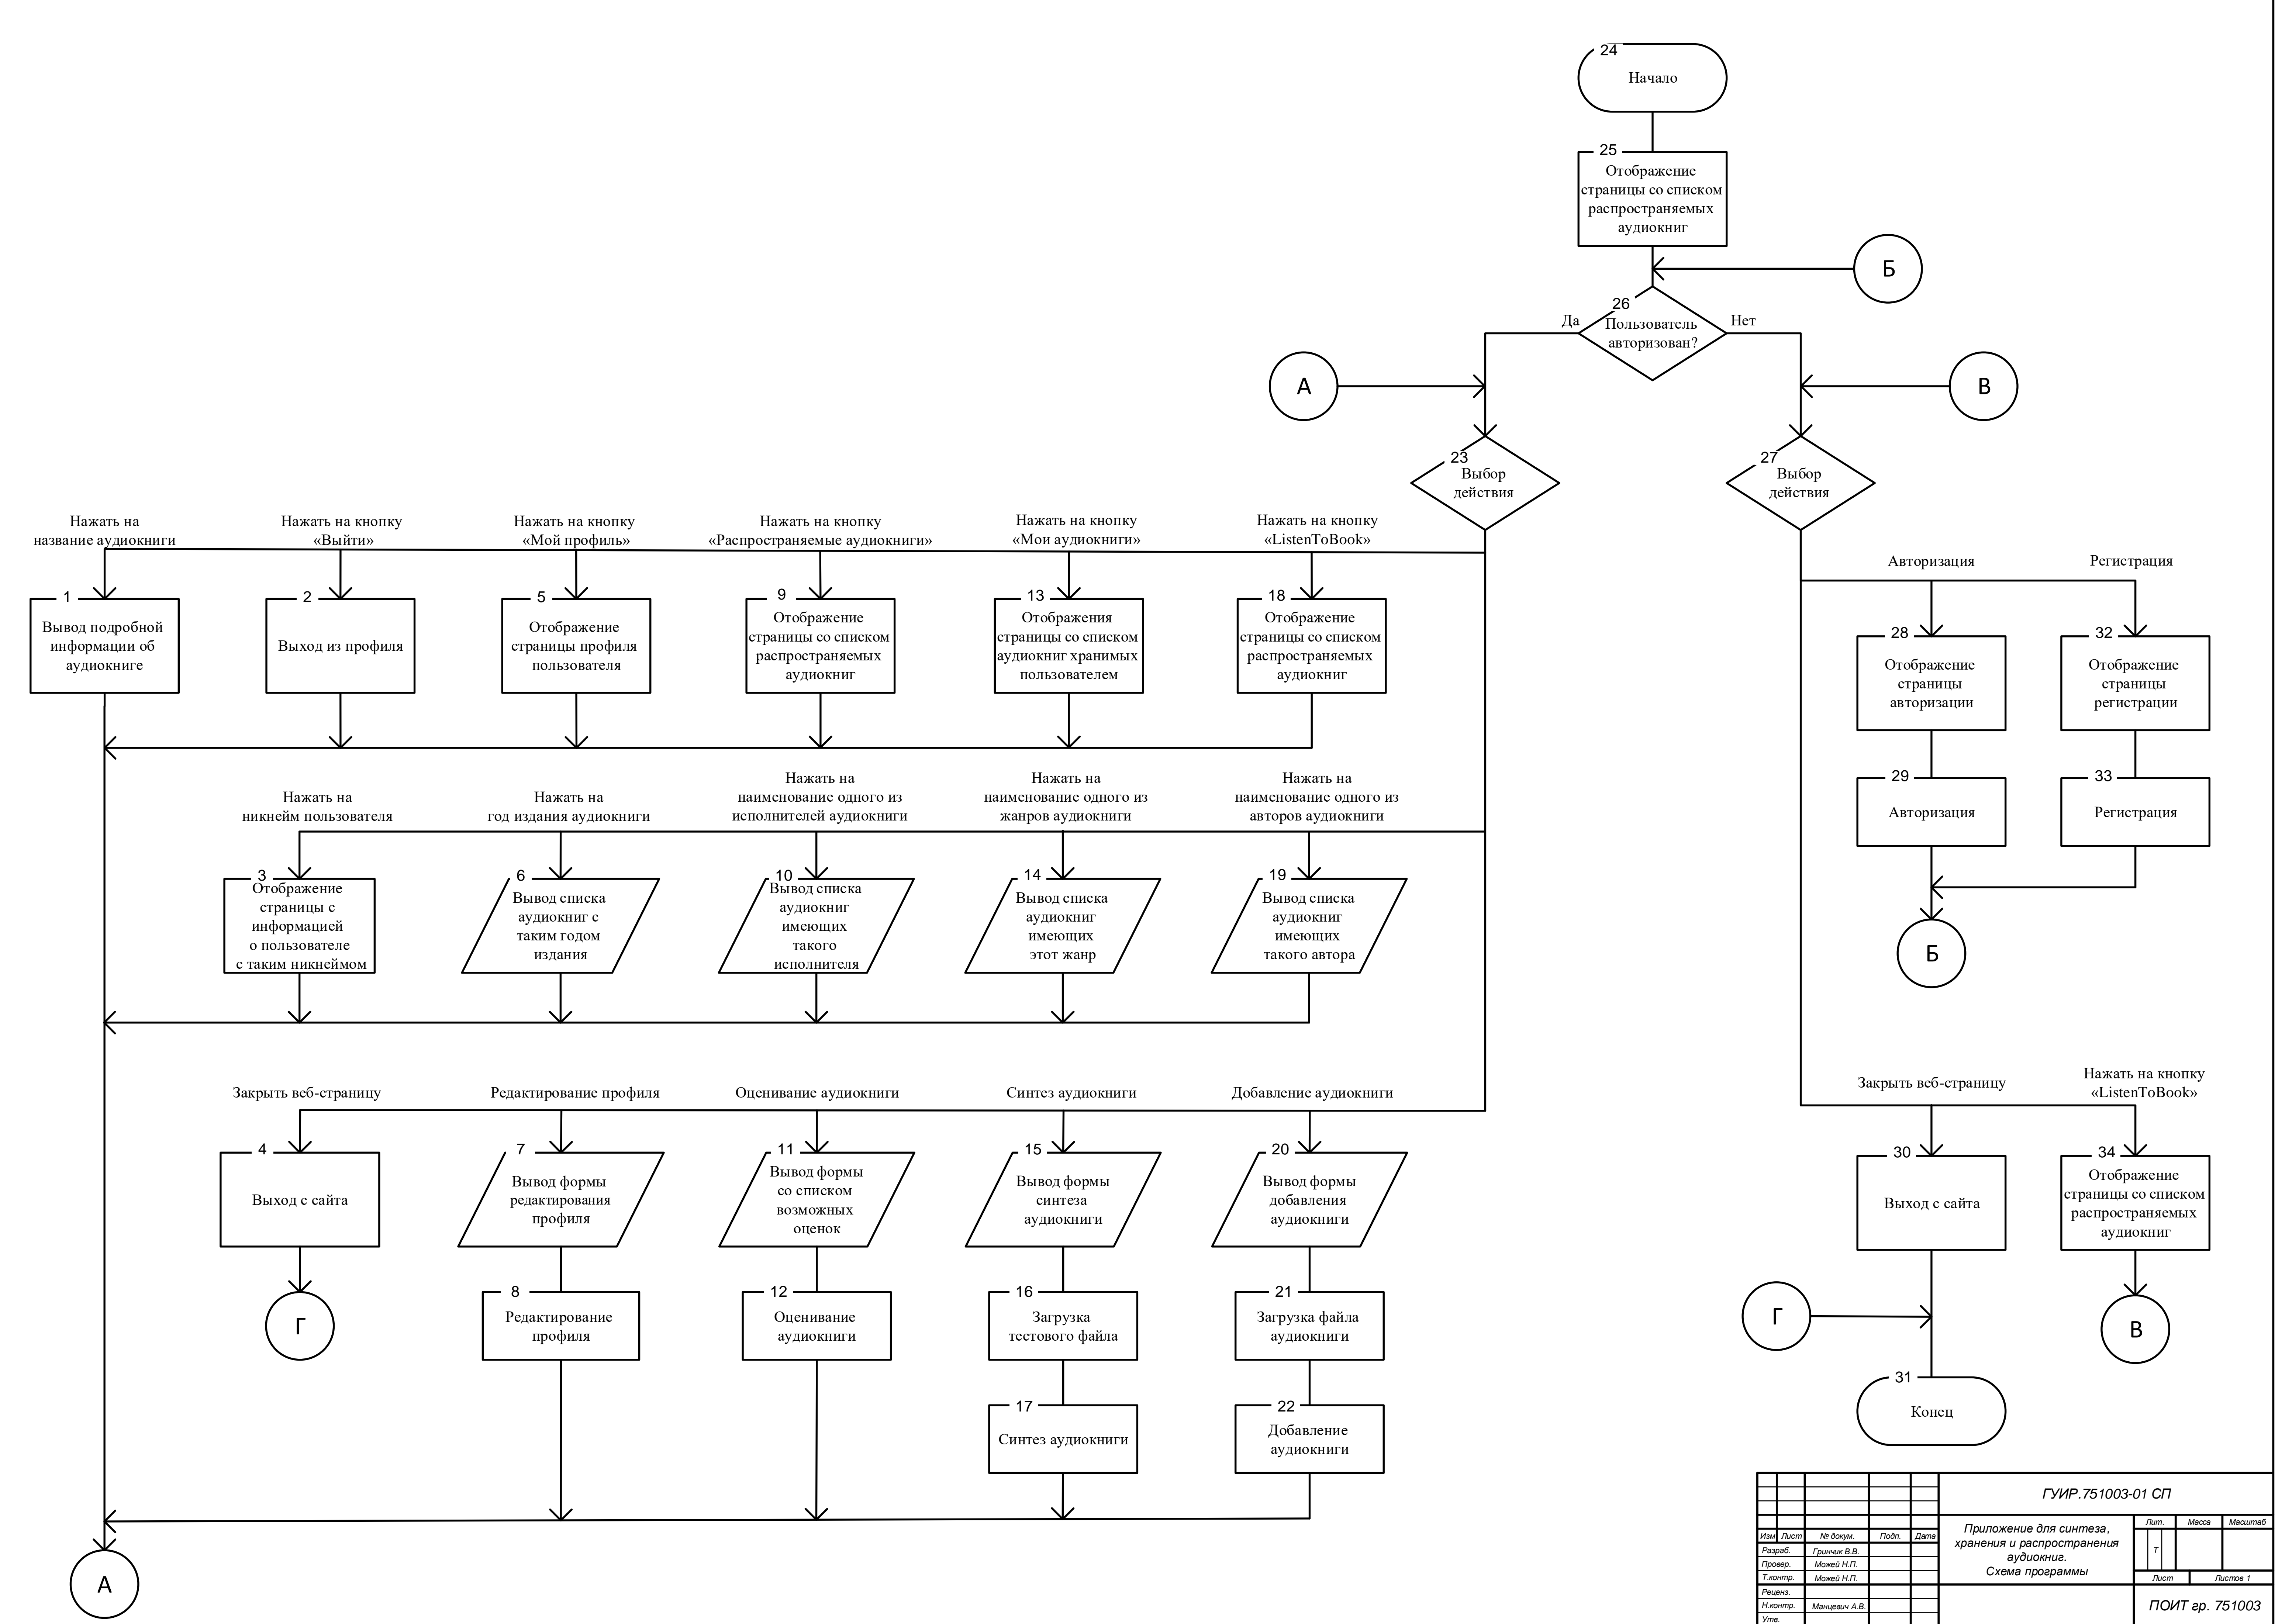 24
Начало
25
Отображение
страницы со списком
распространяемых
аудиокниг
Б
26
Пользователь
авторизован?
Да
Нет
А
В
23
Выбор
действия
27
Выбор
действия
Нажать на
название аудиокниги
Нажать на кнопку
«Выйти»
Нажать на кнопку
«Мой профиль»
Нажать на кнопку
«Распространяемые аудиокниги»
Нажать на кнопку
«Мои аудиокниги»
Нажать на кнопку
«ListenToBook»
1
Вывод подробной
информации об
аудиокниге
2
Выход из профиля
5
Отображение
страницы профиля
пользователя
9
Отображение
страницы со списком
распространяемых
аудиокниг
13
Отображения
страницы со списком
аудиокниг хранимых
пользователем
18
Отображение
страницы со списком
распространяемых
аудиокниг
Авторизация
Регистрация
28
Отображение
страницы
авторизации
32
Отображение
страницы
регистрации
29
Авторизация
33
Регистрация
Б
Нажать на
никнейм пользователя
Нажать на
год издания аудиокниги
Нажать на
наименование одного из
исполнителей аудиокниги
Нажать на
наименование одного из
жанров аудиокниги
Нажать на
наименование одного из
авторов аудиокниги
3
Отображение
страницы с
информацией
о пользователе
с таким никнеймом
6
Вывод списка
аудиокниг с
таким годом
издания
10
Вывод списка
аудиокниг
имеющих
такого
исполнителя
14
Вывод списка
аудиокниг
имеющих
этот жанр
19
Вывод списка
аудиокниг
имеющих
такого автора
Закрыть веб-страницу
Редактирование профиля
Оценивание аудиокниги
Синтез аудиокниги
Добавление аудиокниги
4
Выход с сайта
7
Вывод формы
редактирования
профиля
11
Вывод формы
со списком
возможных
оценок
15
Вывод формы
синтеза
аудиокниги
20
Вывод формы
добавления
аудиокниги
Г
8
Редактирование
профиля
12
Оценивание
аудиокниги
16
Загрузка
тестового файла
21
Загрузка файла
аудиокниги
17
Синтез аудиокниги
22
Добавление
аудиокниги
А
Закрыть веб-страницу
Нажать на кнопку
«ListenToBook»
30
Выход с сайта
34
Отображение
страницы со списком
распространяемых
аудиокниг
Г
В
31
Конец
ГУИР.751003-01 СП
Изм Лист № докум. Подп. Дата
Разраб. Гринчик В.В.
Провер. Можей Н.П.
Т.контр. Можей Н.П.
Реценз.
Н.контр. Манцевич А.В.
Утв.
Приложение для синтеза,
хранения и распространения
аудиокниг.
Схема программы
Лит. Масса Масштаб
Т
Лист Листов 1
ПОИТ гр. 751003